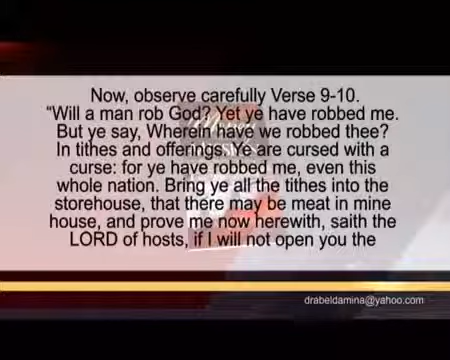 Now, observe carefully Verse 9-10.
“Will a man rob God? Yet ye have robbed me.
But ye say, Wherein have we robbed thee?
In tithes and offerings. Ye are cursed with a
curse: for ye have robbed me, even this
whole nation. Bring ye all the tithes into the
storehouse, that there may be meat in mine
house, and prove me now herewith, saith the
LORD of hosts, if I will not open you the
drabeldamina@yahoo.com